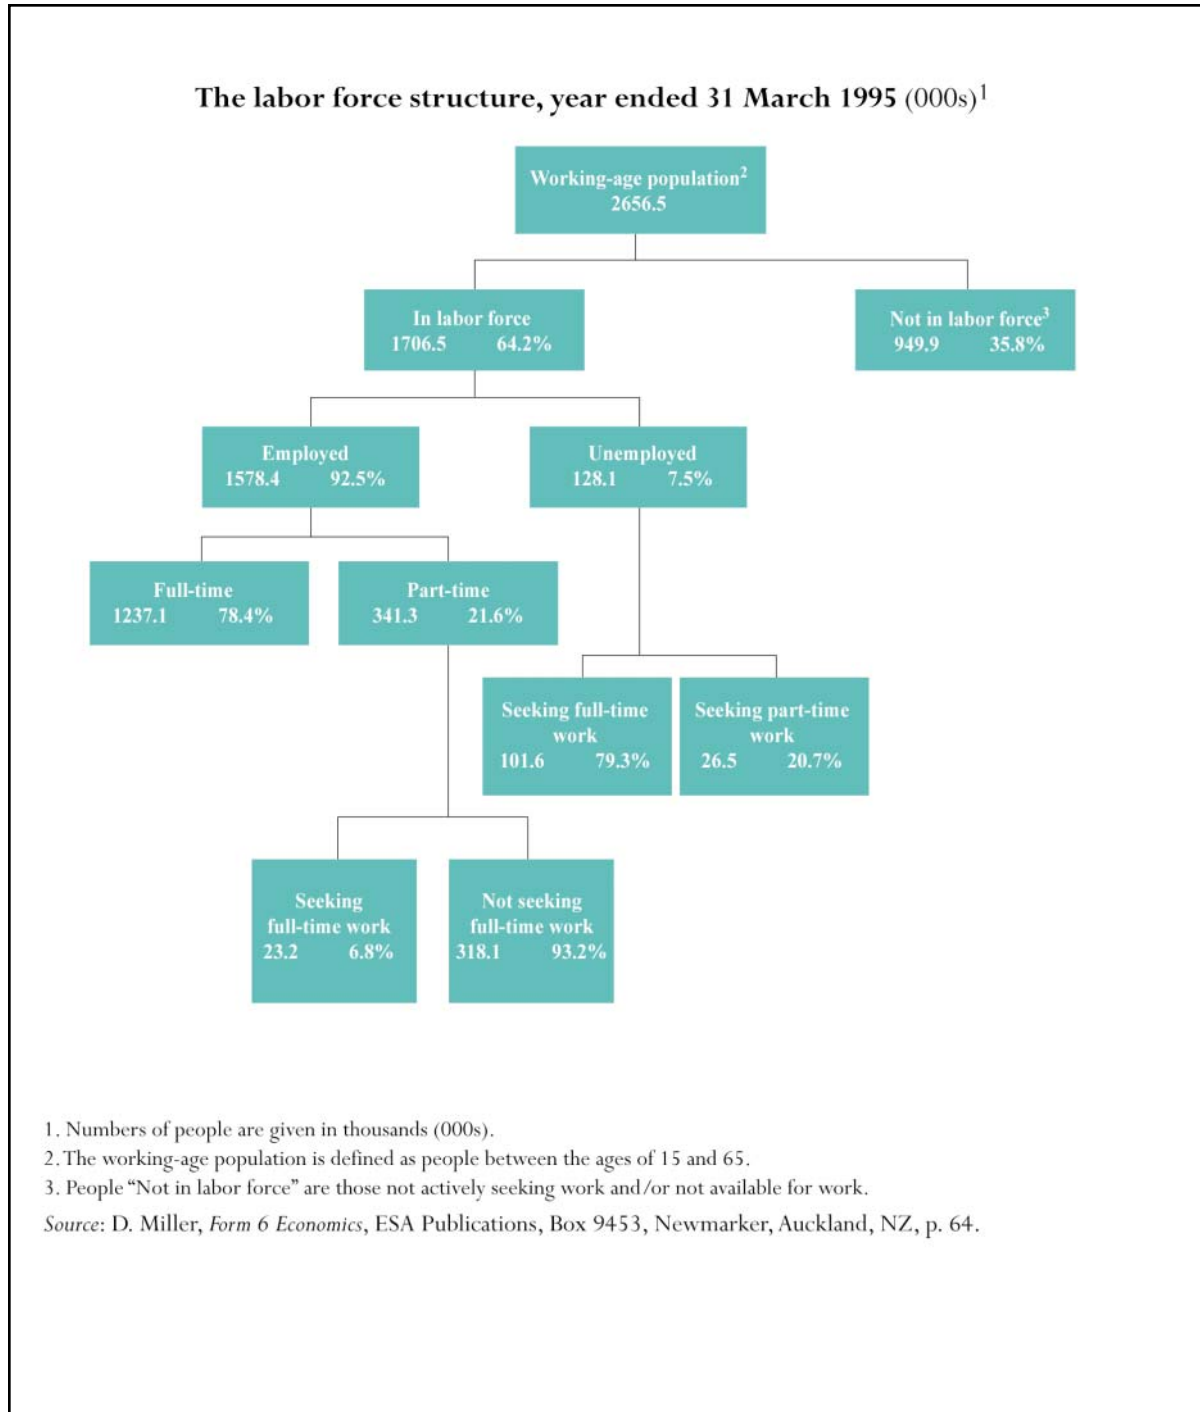 The labor force structure, year ended 31 March 1995 (000s)¹
Working-age population²
2656.5
In labor force
1706.5 64.2%
Not in labor force³
949.9 35.8%
Employed
1578.4 92.5%
Unemployed
128.1 7.5%
Full-time
1237.1 78.4%
Part-time
341.3 21.6%
Seeking full-time
work
101.6 79.3%
Seeking part-time
work
26.5 20.7%
Seeking
full-time work
23.2 6.8%
Not seeking
full-time work
318.1 93.2%
1. Numbers of people are given in thousands (000s).
2. The working-age population is defined as people between the ages of 15 and 65.
3. People “Not in labor force” are those not actively seeking work and/or not available for work.
Source: D. Miller, Form 6 Economics, ESA Publications, Box 9453, Newmarker, Auckland, NZ, p. 64.